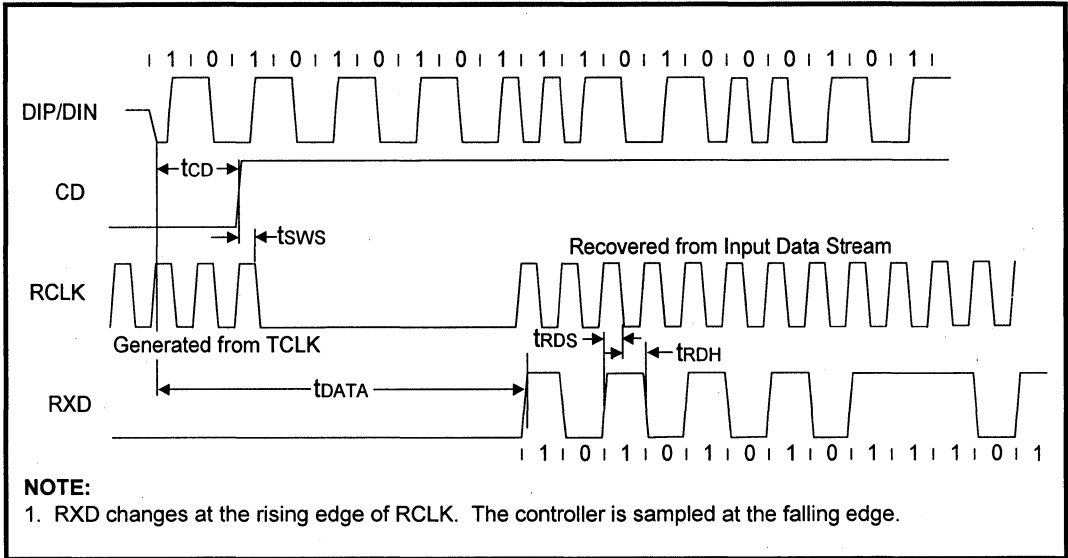 1 0 1 0 1 0 1 0 1 1 1 0 1 0 0 0 1 0 1
DIP/DIN
tCD
CD
tSWS
Recovered from Input Data Stream
RCLK
Generated from TCLK
tRDS
tRDH
tDATA
RXD
1 0 1 0 1 0 1 0 1 1 1 0 1
NOTE:
1. RXD changes at the rising edge of RCLK. The controller is sampled at the falling edge.